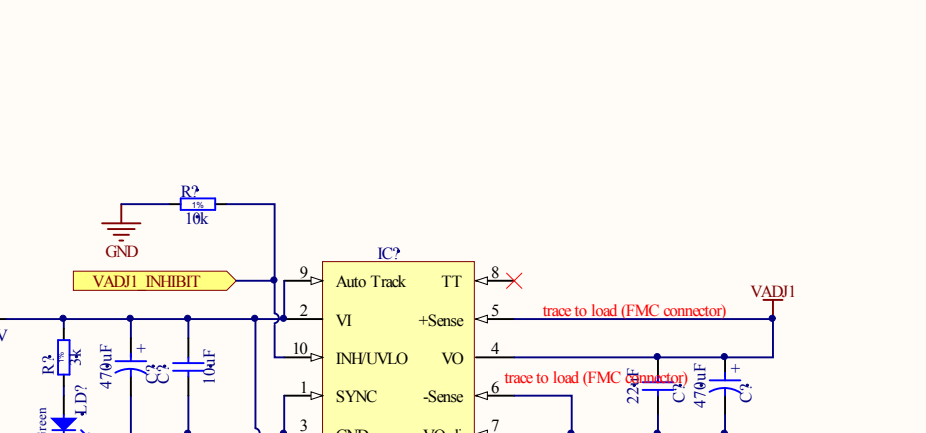 R?
1%
10k
GND
VADJ1_INHIBIT
IC?
9 Auto Track TT 8
2 VI +Sense 5
10 INH/UVLO VO 4
1 SYNC -Sense 6
3 7
trace to load (FMC connector)
VADJ1
trace to load (FMC connector)
V
R?
1%
3k
470uF
+
C?
C?
10uF
LD?
C?
470uF
+
C?